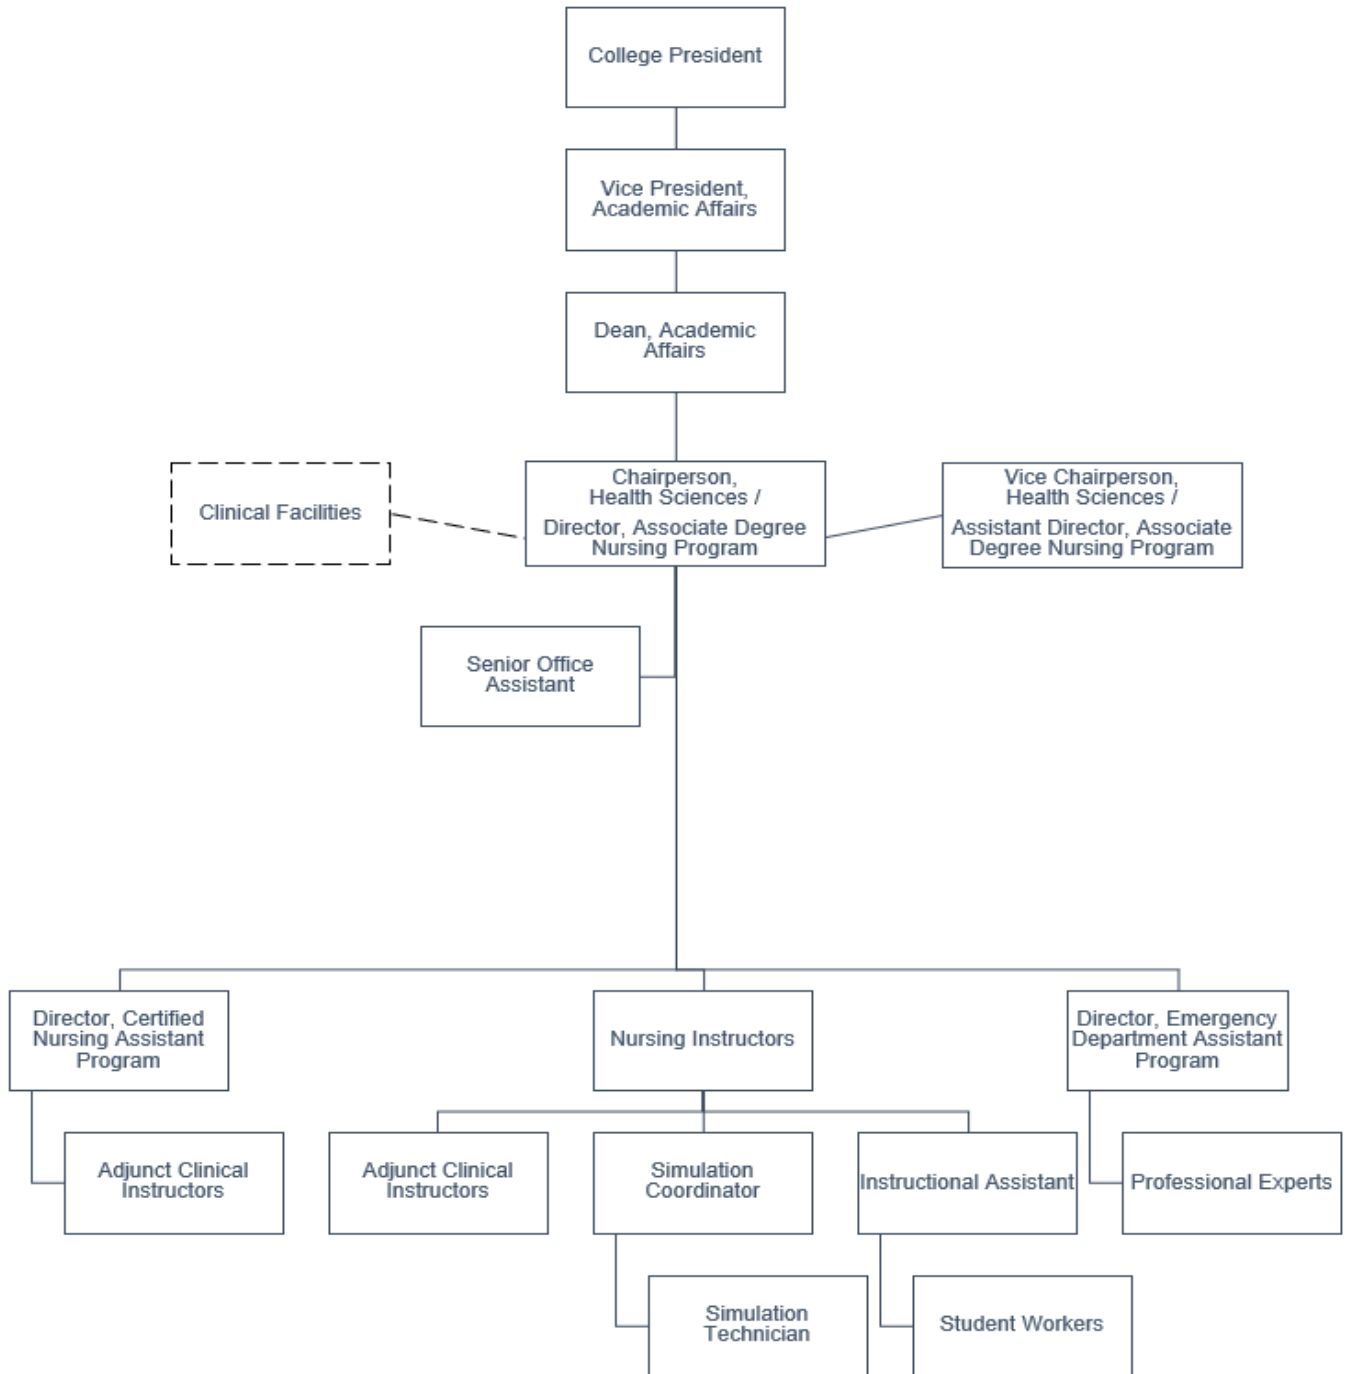 College President
Vice President,
Academic Affairs
Dean, Academic
Affairs
Clinical Facilities
Chairperson,
Health Sciences /
Director, Associate Degree
Nursing Program
Vice Chairperson,
Health Sciences /
Assistant Director, Associate
Degree Nursing Program
Senior Office
Assistant
Director, Certified
Nursing Assistant
Program
Nursing Instructors
Director, Emergency
Department Assistant
Program
Adjunct Clinical
Instructors
Adjunct Clinical
Instructors
Simulation
Coordinator
Instructional Assistant
Professional Experts
Simulation
Technician
Student Workers